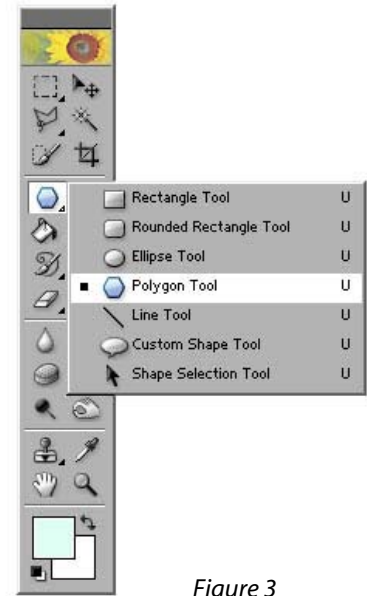 Rectangle Tool U
Rounded Rectangle Tool U
Ellipse Tool U
Polygon Tool U
Line Tool U
Custom Shape Tool U
Shape Selection Tool U
Figure 3